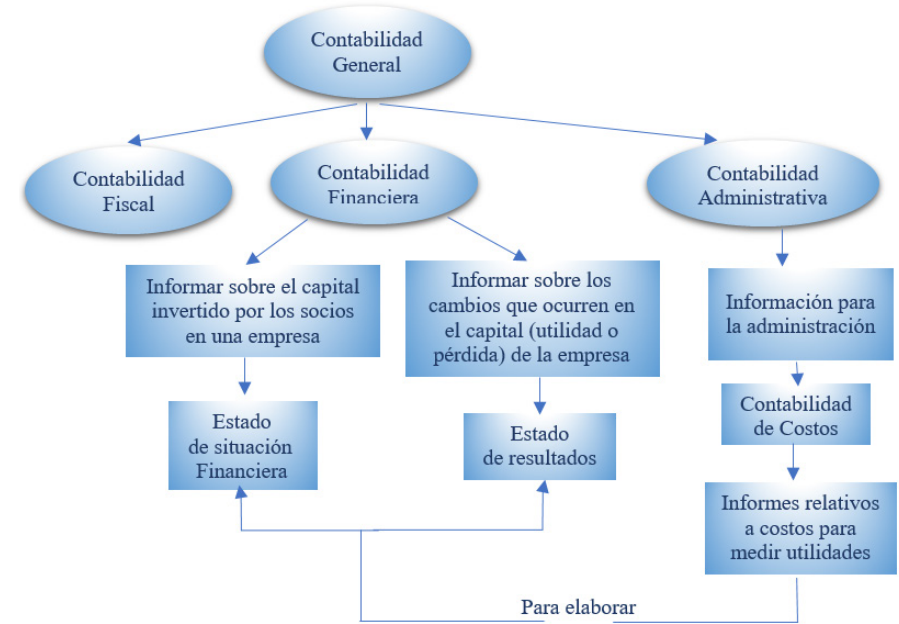 Contabilidad
General
Contabilidad
Fiscal
Contabilidad
Financiera
Contabilidad
Administrativa
Informar sobre el capital
invertido por los socios
en una empresa
Informar sobre los
cambios que ocurren en
el capital (utilidad o
pérdida) de la empresa
Información para
la administración
Estado
de situación
Financiera
Estado
de resultados
Contabilidad
de Costos
Informes relativos
a costos para
medir utilidades
Para elaborar